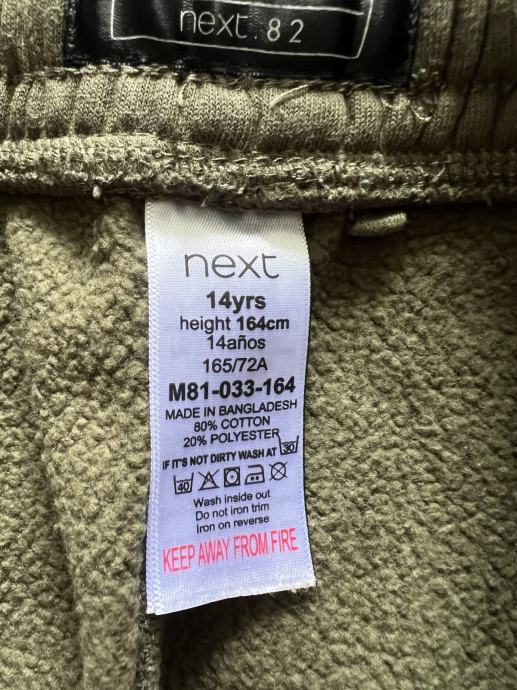 next.82
next
14yrs
height 164cm
14años
165/72A
M81-033-164
MADE IN BANGLADESH
80% COTTON
20% POLYESTER
IF IT'S NOT DIRTY WASH AT 30
40
Wash inside out
Do not iron trim
Iron on reverse
KEEP AWAY FROM FIRE